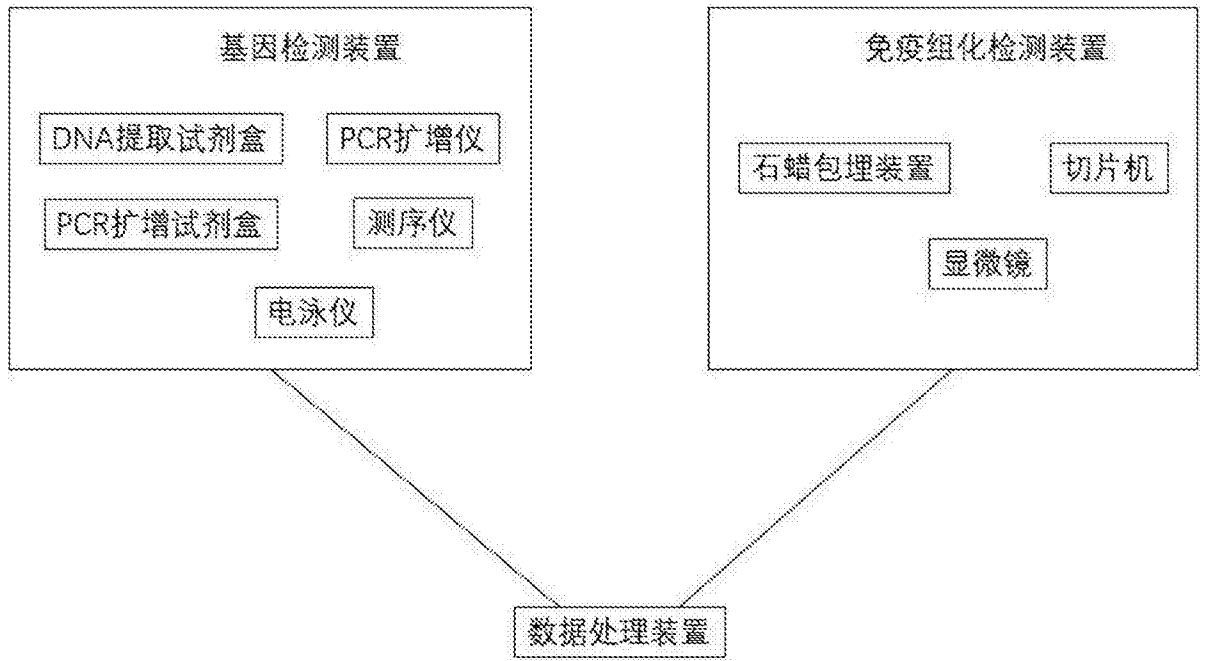 基因检测装置
DNA提取试剂盒
PCR扩增仪
PCR扩增试剂盒
测序仪
电泳仪
免疫组化检测装置
石蜡包埋装置
切片机
显微镜
数据处理装置